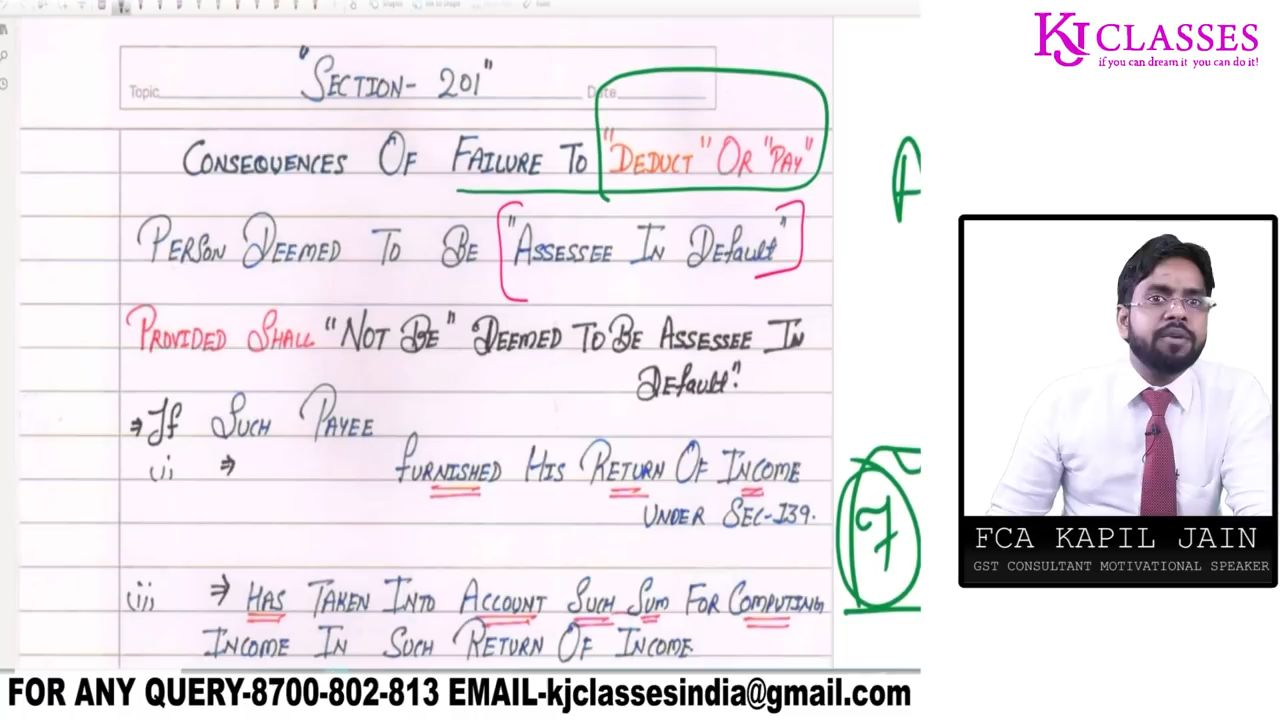 "SECTION- 201"
Topic
Date
CONSEQUENCES OF FAILURE TO "DEDUCT" OR "PAY"
PERSON DEEMED TO BE "ASSESSEE IN Default"
PROVIDED SHALL "NOT BE" DEEMED TO BE ASSESSEE IN
Default".
⇒ If SUCH PAYEE
(i) ⇒ fURNISHED HIS RETURN OF INCOME
UNDER SEC-139.
(ii) ⇒ HAS TAKEN INTO ACCOUNT SUCH SUM FOR COMPUTING
INCOME IN SUCH RETURN OF INCOME.
7
KJ CLASSES
if you can dream it you can do it!
FCA KAPIL JAIN
GST CONSULTANT MOTIVATIONAL SPEAKER
FOR ANY QUERY-8700-802-813 EMAIL-kjclassesindia@gmail.com